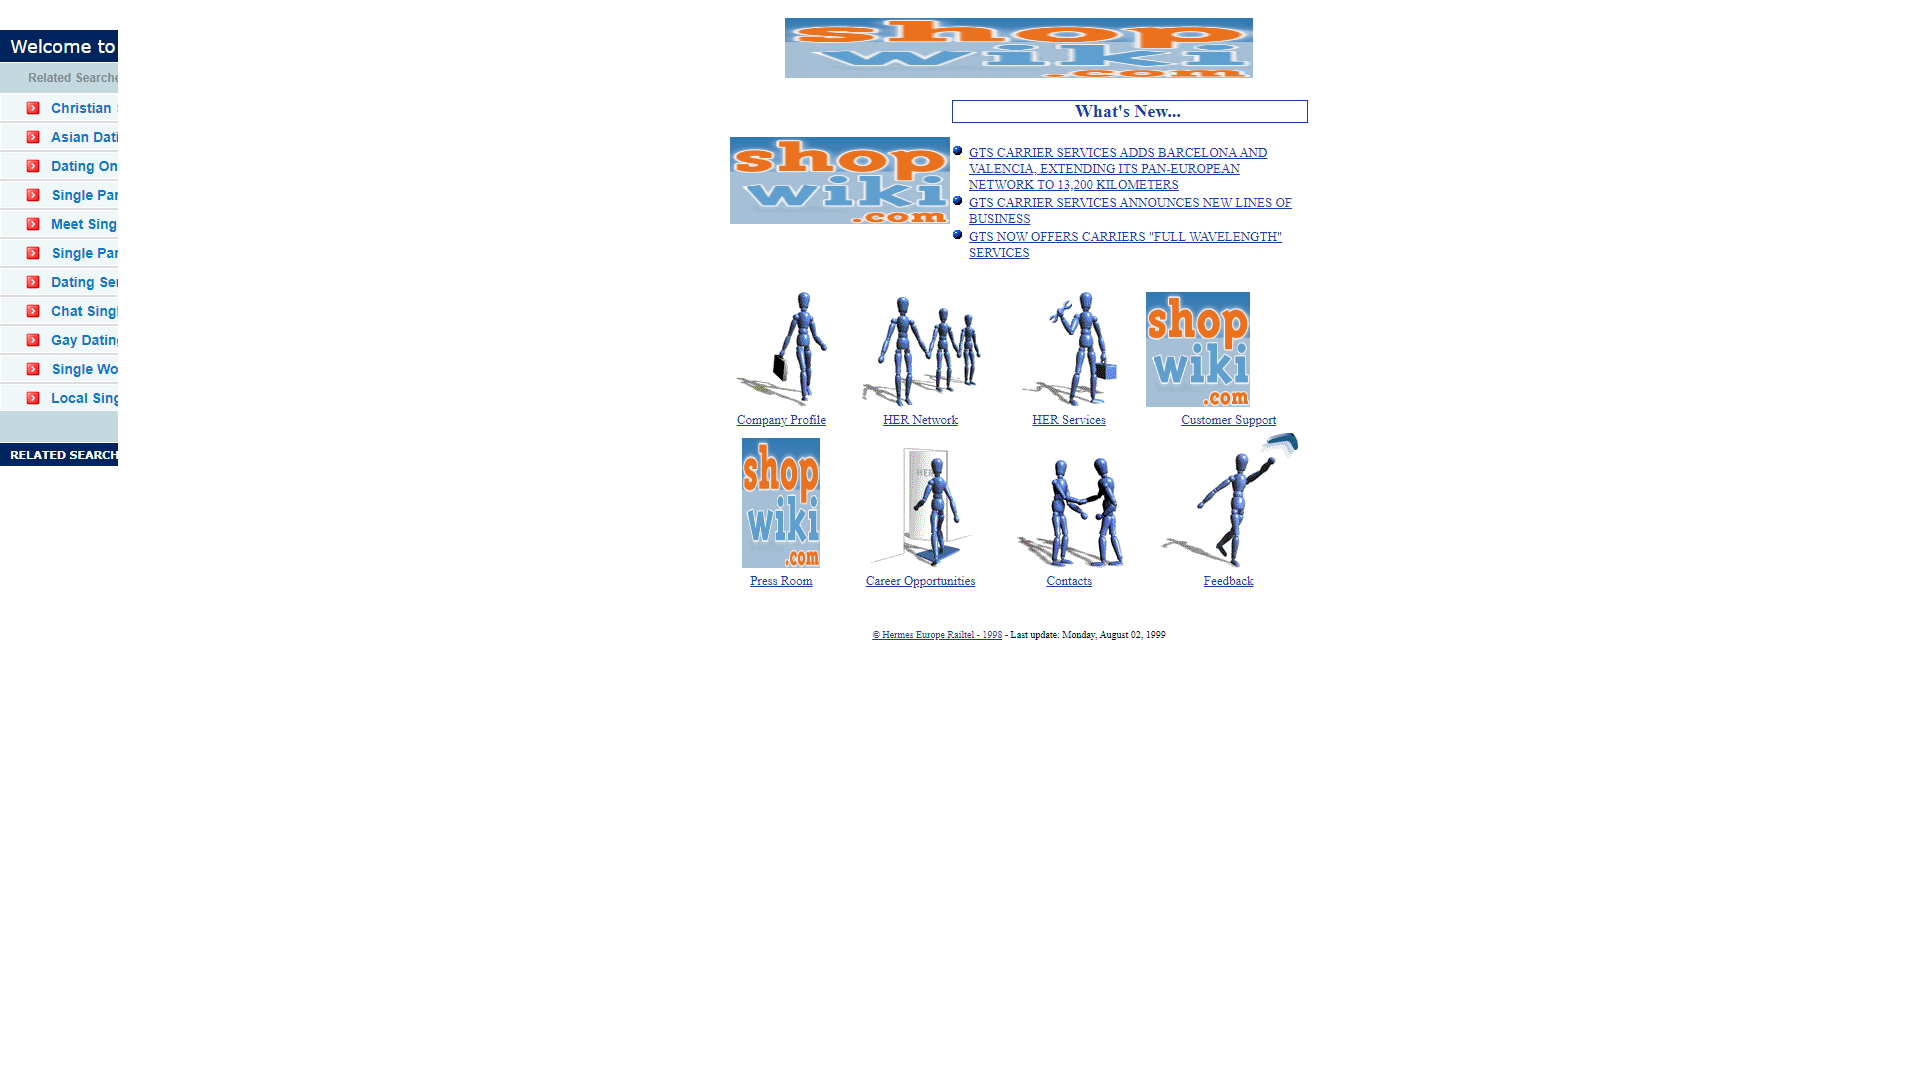 shop
wiki
.com
Welcome to
Related Searche
Christian
Asian Dati
Dating On
Single Par
Meet Sing
Single Par
Dating Ser
Chat Singl
Gay Dating
Single Wo
Local Sing
RELATED SEARCH
What's New...
shop
wiki
.com
GTS CARRIER SERVICES ADDS BARCELONA AND
VALENCIA, EXTENDING ITS PAN-EUROPEAN
NETWORK TO 13,200 KILOMETERS
GTS CARRIER SERVICES ANNOUNCES NEW LINES OF
BUSINESS
GTS NOW OFFERS CARRIERS "FULL WAVELENGTH"
SERVICES
shop
wiki
.com
Company Profile
HER Network
HER Services
Customer Support
shop
wiki
.com
HER
Press Room
Career Opportunities
Contacts
Feedback
© Hermes Europe Railtel - 1998 - Last update: Monday, August 02, 1999